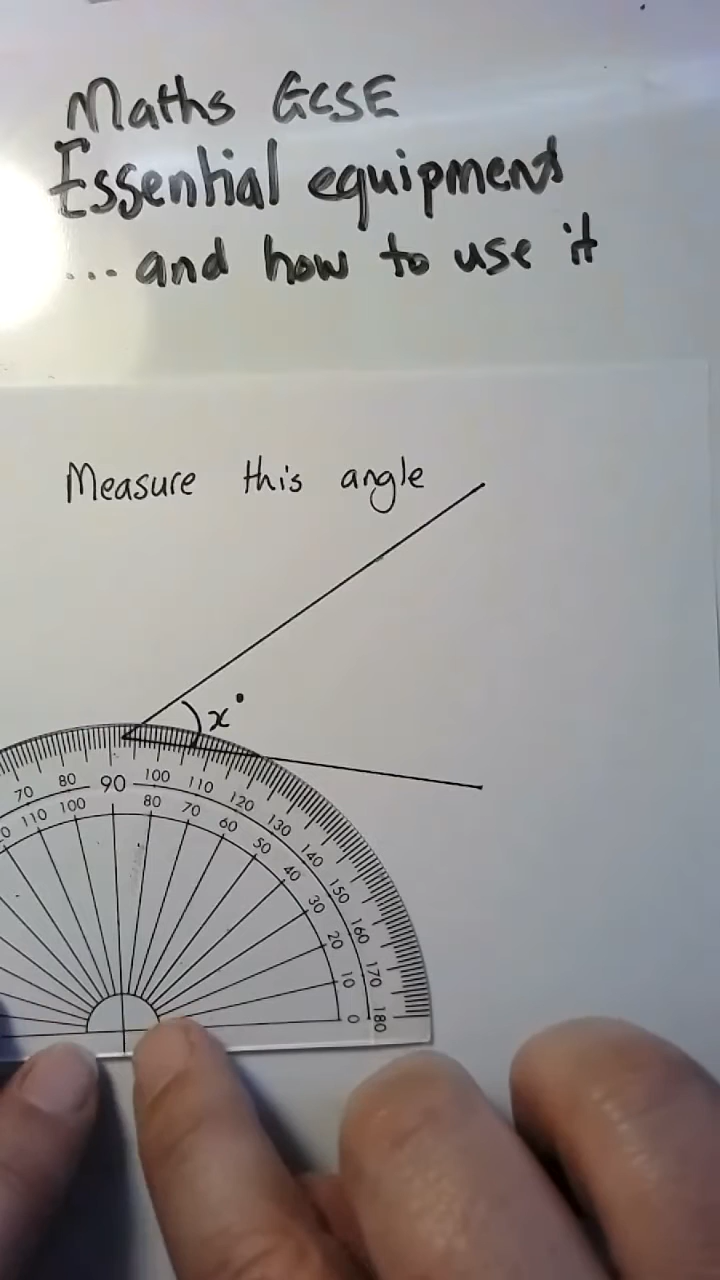 Maths GCSE
Essential equipment
... and how to use it
Measure this angle
x°
70 80 90 100 110 120 130 140 150 160 170 180
110 100 80 70 60 50 40 30 20 10 0